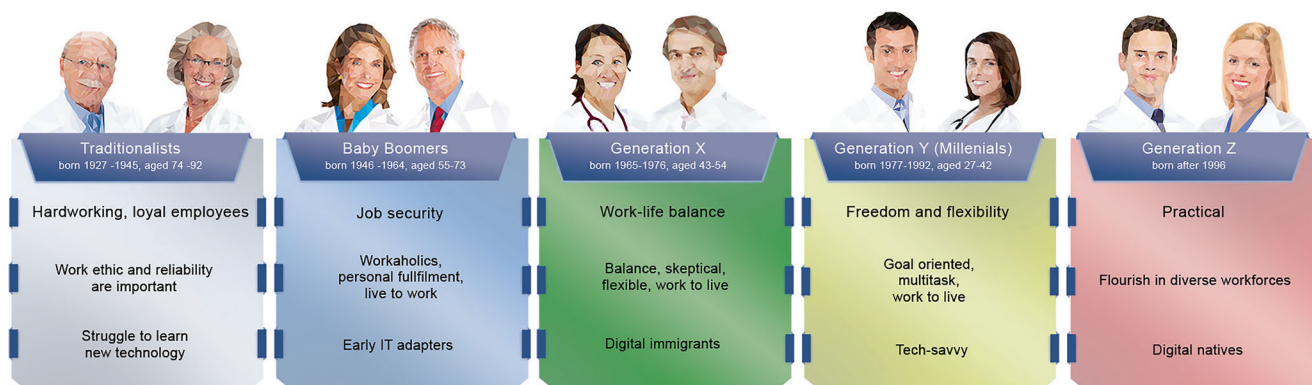 Traditionalists
born 1927 -1945, aged 74 -92
Hardworking, loyal employees
Work ethic and reliability
are important
Struggle to learn
new technology
Baby Boomers
born 1946 -1964, aged 55-73
Job security
Workaholics,
personal fullfilment,
live to work
Early IT adapters
Generation X
born 1965-1976, aged 43-54
Work-life balance
Balance, skeptical,
flexible, work to live
Digital immigrants
Generation Y (Millenials)
born 1977-1992, aged 27-42
Freedom and flexibility
Goal oriented,
multitask,
work to live
Tech-savvy
Generation Z
born after 1996
Practical
Flourish in diverse workforces
Digital natives